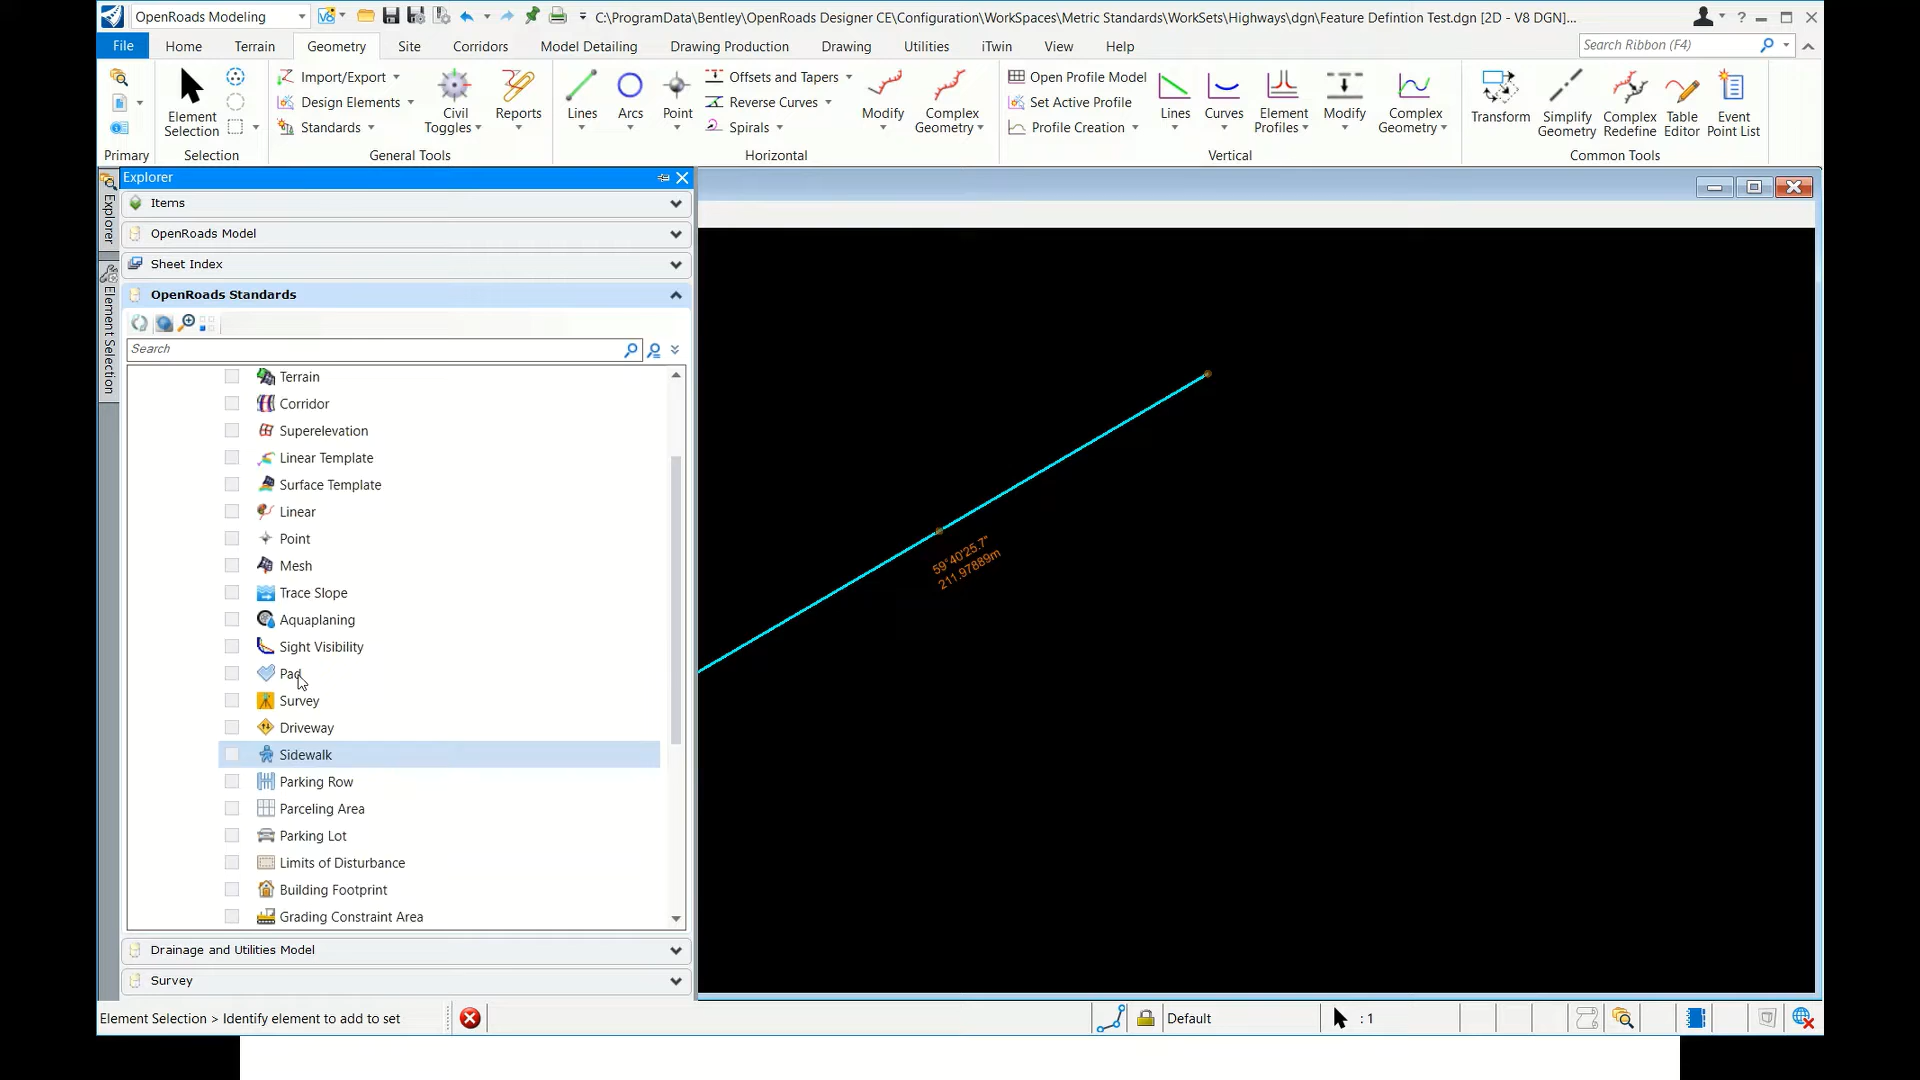 OpenRoads Modeling
C:\ProgramData\Bentley\OpenRoads Designer CE\Configuration\WorkSpaces\Metric Standards\WorkSets\Highways\dgn\Feature Defintion Test.dgn [2D - V8 DGN]...
File Home Terrain Geometry Site Corridors Model Detailing Drawing Production Drawing Utilities iTwin View Help
Search Ribbon (F4)
Element Selection
Import/Export
Design Elements
Standards
Civil Toggles
Reports
Lines
Arcs
Point
Offsets and Tapers
Reverse Curves
Spirals
Modify
Complex Geometry
Open Profile Model
Set Active Profile
Profile Creation
Lines
Curves
Element Profiles
Modify
Complex Geometry
Transform
Simplify Geometry
Complex Redefine
Table Editor
Event Point List
Primary Selection General Tools Horizontal Vertical Common Tools
Explorer
Element Selection
Explorer
Items
OpenRoads Model
Sheet Index
OpenRoads Standards
Search
Terrain
Corridor
Superelevation
Linear Template
Surface Template
Linear
Point
Mesh
Trace Slope
Aquaplaning
Sight Visibility
Pad
Survey
Driveway
Sidewalk
Parking Row
Parceling Area
Parking Lot
Limits of Disturbance
Building Footprint
Grading Constraint Area
Drainage and Utilities Model
Survey
59°40'25.7"
211.97889m
Element Selection > Identify element to add to set
Default
: 1